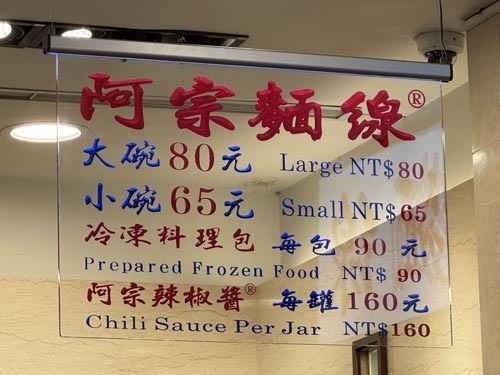 阿宗麵線®
大碗80元 Large NT$80
小碗65元 Small NT$65
冷凍料理包 每包90元
Prepared Frozen Food NT$ 90
阿宗辣椒醬® 每罐160元
Chili Sauce Per Jar NT$160